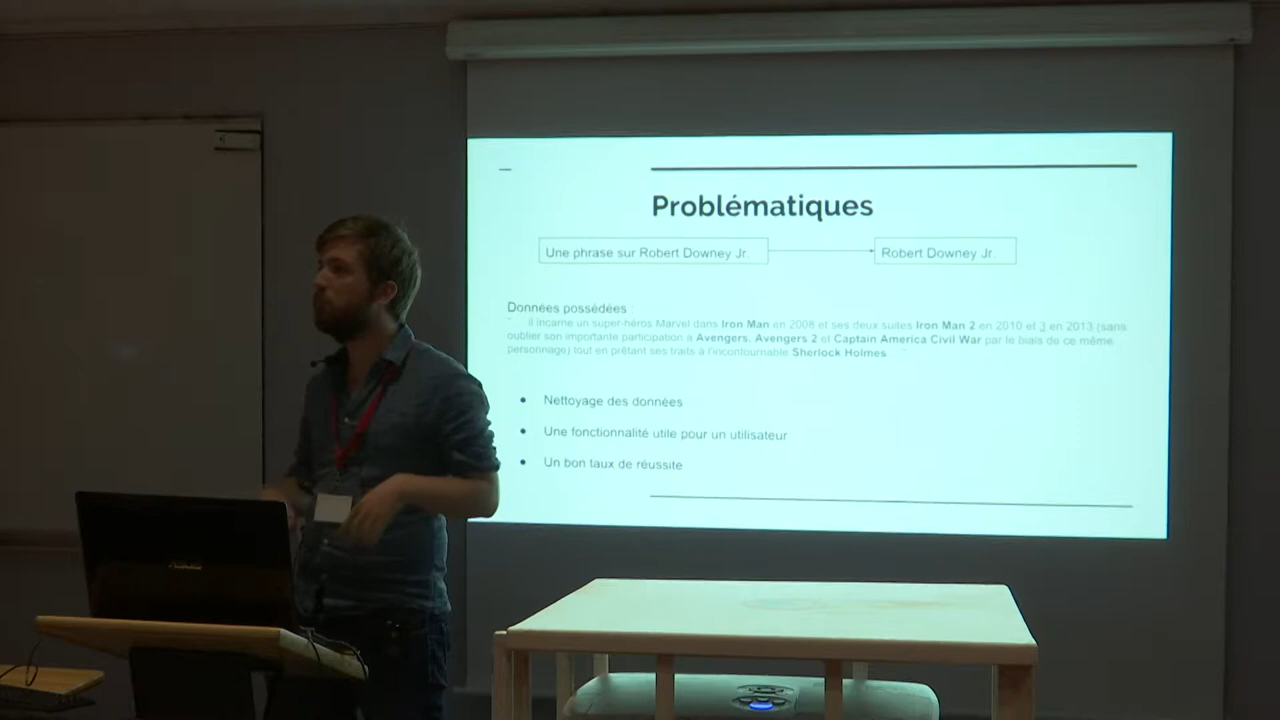 Problématiques
Une phrase sur Robert Downey Jr.
Robert Downey Jr.
Données possédées :
Il incarne un super-héros Marvel dans Iron Man en 2008 et ses deux suites Iron Man 2 en 2010 et 3 en 2013 (sans
oublier son importante participation à Avengers, Avengers 2 et Captain America Civil War par le biais de ce même
personnage) tout en prêtant ses traits à l'incontournable Sherlock Holmes
• Nettoyage des données
• Une fonctionnalité utile pour un utilisateur
• Un bon taux de réussite